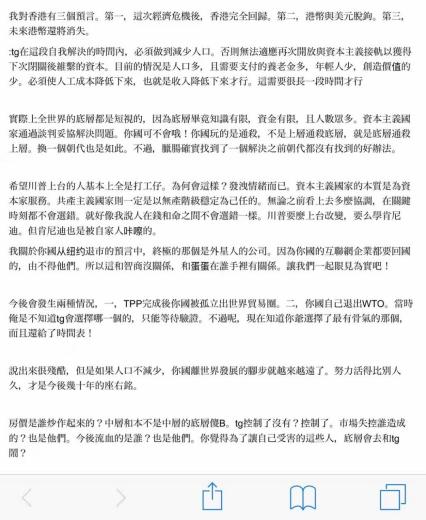 我對香港有三個預言。第一，這次經濟危機後，香港完全回歸。第二，港幣與美元脫鉤。第三，
未來港幣還將消失。
:tg在這段自我解決的時間內，必須做到減少人口。否則無法適應再次開放與資本主義接軌以獲得
下次閉關後維繫的資本。目前的情況是人口多，且需要支付的養老金多，年輕人少，創造價值的
少。必須使人工成本降低下來，也就是收入降低下來才行。這需要很長一段時間才行
實際上全世界的底層都是短視的，因為底層畢竟知識有限，資金有限，且人數眾多。資本主義國
家通過談判妥協解決問題。你國可不會哦！你國玩的是通殺，不是上層通殺底層，就是底層通殺
上層。換一個朝代也是如此。不過，臘腸確實找到了一個解決之前朝代都沒有找到的好辦法。
希望川普上台的人基本上全是打工仔。為何會這樣？發洩情緒而已。資本主義國家的本質是為資本
家服務。共產主義國家則一定是以無產階級穩定為己任的。無論之前看上去多麼協調，在關鍵
時刻都不會選錯。就好像我說人在錢和命之間不會選錯一樣。川普要麼上台改變，要么學肯尼
迪。但肯尼迪也是被自家人叶嚓的。
我關於你國从纽约退市的預言中，終極的那個是外星人的公司。因為你國的互聯網企業都要回國
的，由不得他們。所以這和智商沒關係，和蛋蛋在誰手裡有關係。讓我們一起眼見為實吧！
今後會發生兩種情況，一，TPP完成後你國被孤立出世界貿易圈。二，你國自己退出WTO。當時
俺是不知道tg會選擇哪一個的，只能等待驗證。不過呢，現在知道你爺選擇了最有骨氣的那個，
而且還給了時間表！
說出來很殘酷，但是如果人口不減少，你國離世界發展的腳步就越來越遠了。努力活得比別人
久，才是今後幾十年的座右銘。
房價是誰炒作起來的？中層和本不是中層的底層傻B。tg控制了沒有？控制了。市場失控誰造成
的？也是他們。今後流血的是誰？也是他們。你覺得為了讓自己受害的這些人，底層會去和tg
鬧？